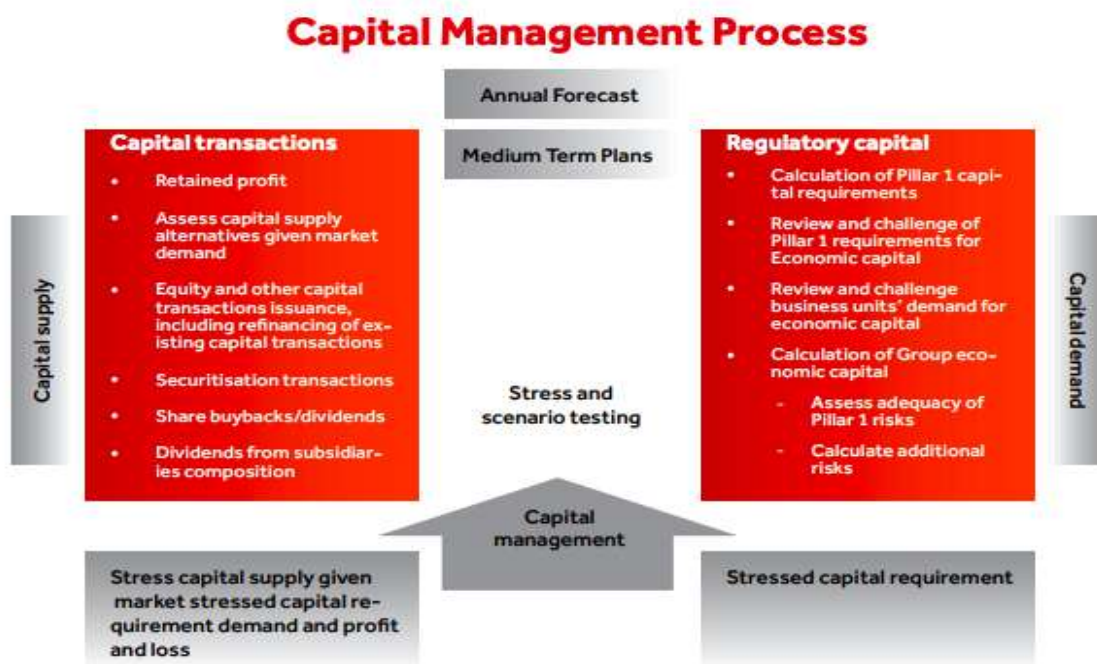 Capital Management Process
Annual Forecast
Medium Term Plans
Capital supply
Capital transactions
• Retained profit
• Assess capital supply
alternatives given market
demand
• Equity and other capital
transactions issuance,
including refinancing of ex-
isting capital transactions
• Securitisation transactions
• Share buybacks/dividends
• Dividends from subsidiar-
ies composition
Stress and
scenario testing
Capital
management
Regulatory capital
• Calculation of Pillar 1 capi-
tal requirements
• Review and challenge of
Pillar 1 requirements for
Economic capital
• Review and challenge
business units' demand for
economic capital
• Calculation of Group eco-
nomic capital
- Assess adequacy of
Pillar 1 risks
- Calculate additional
risks
Capital demand
Stress capital supply given
market stressed capital re-
quirement demand and profit
and loss
Stressed capital requirement